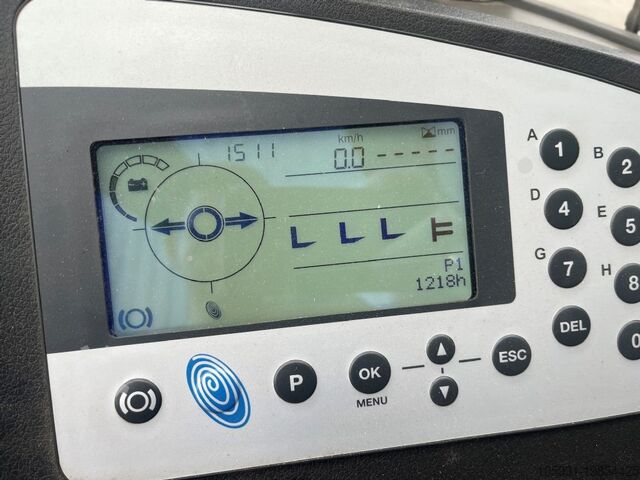 1511
km/h
mm
0.0 - - - - -
P1
1218h
A 1
B 2
D 4
E 5
G 7
H 8
DEL
0
P
OK
MENU
ESC